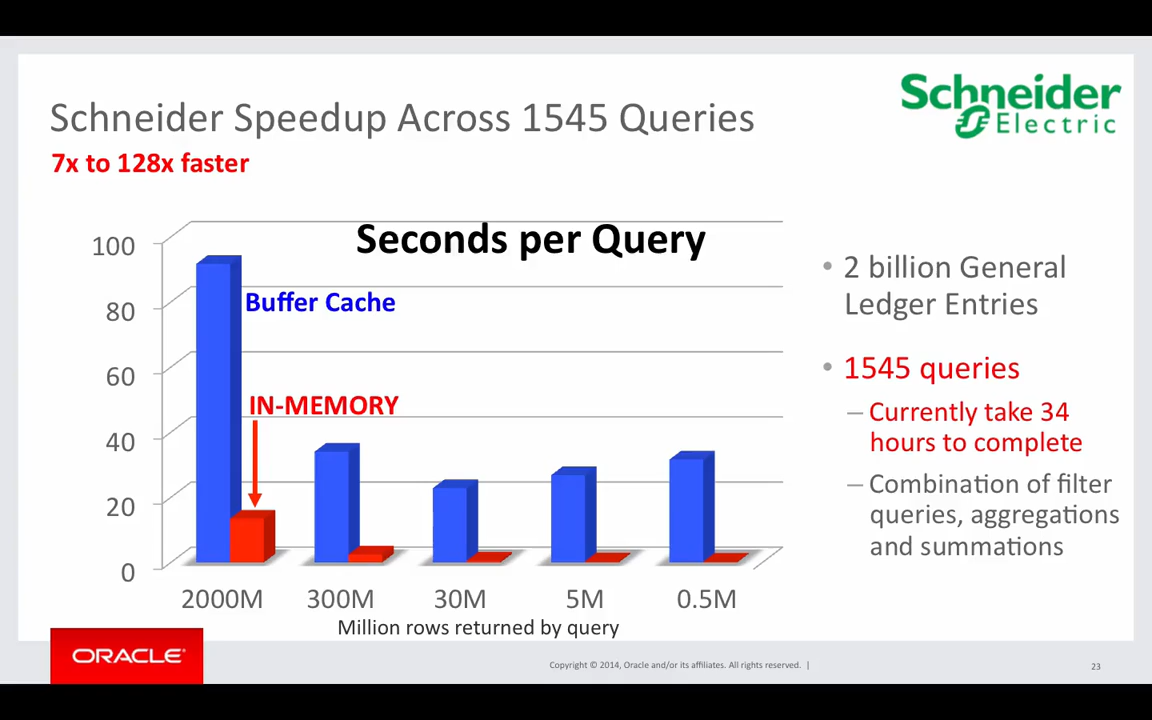 Schneider Speedup Across 1545 Queries
7x to 128x faster
Schneider
Electric
Seconds per Query
100
80
60
40
20
0
Buffer Cache
IN-MEMORY
2000M 300M 30M 5M 0.5M
Million rows returned by query
• 2 billion General
Ledger Entries
• 1545 queries
– Currently take 34
hours to complete
– Combination of filter
queries, aggregations
and summations
ORACLE®
Copyright © 2014, Oracle and/or its affiliates. All rights reserved. |
23